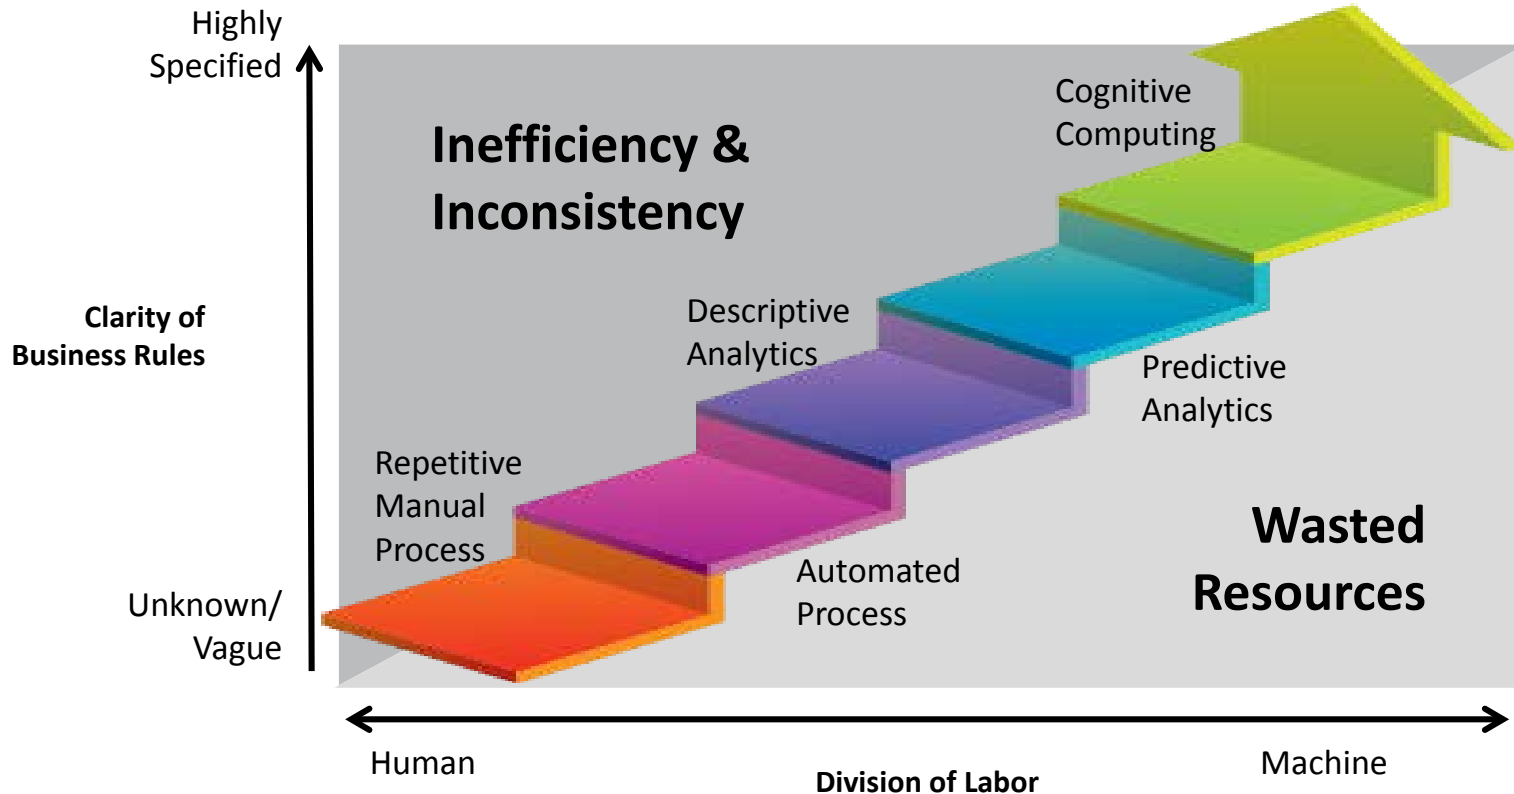 Highly
Specified
Cognitive
Computing
Inefficiency &
Inconsistency
Descriptive
Analytics
Clarity of
Business Rules
Predictive
Analytics
Repetitive
Manual
Process
Wasted
Resources
Automated
Process
Unknown/
Vague
Human
Machine
Division of Labor